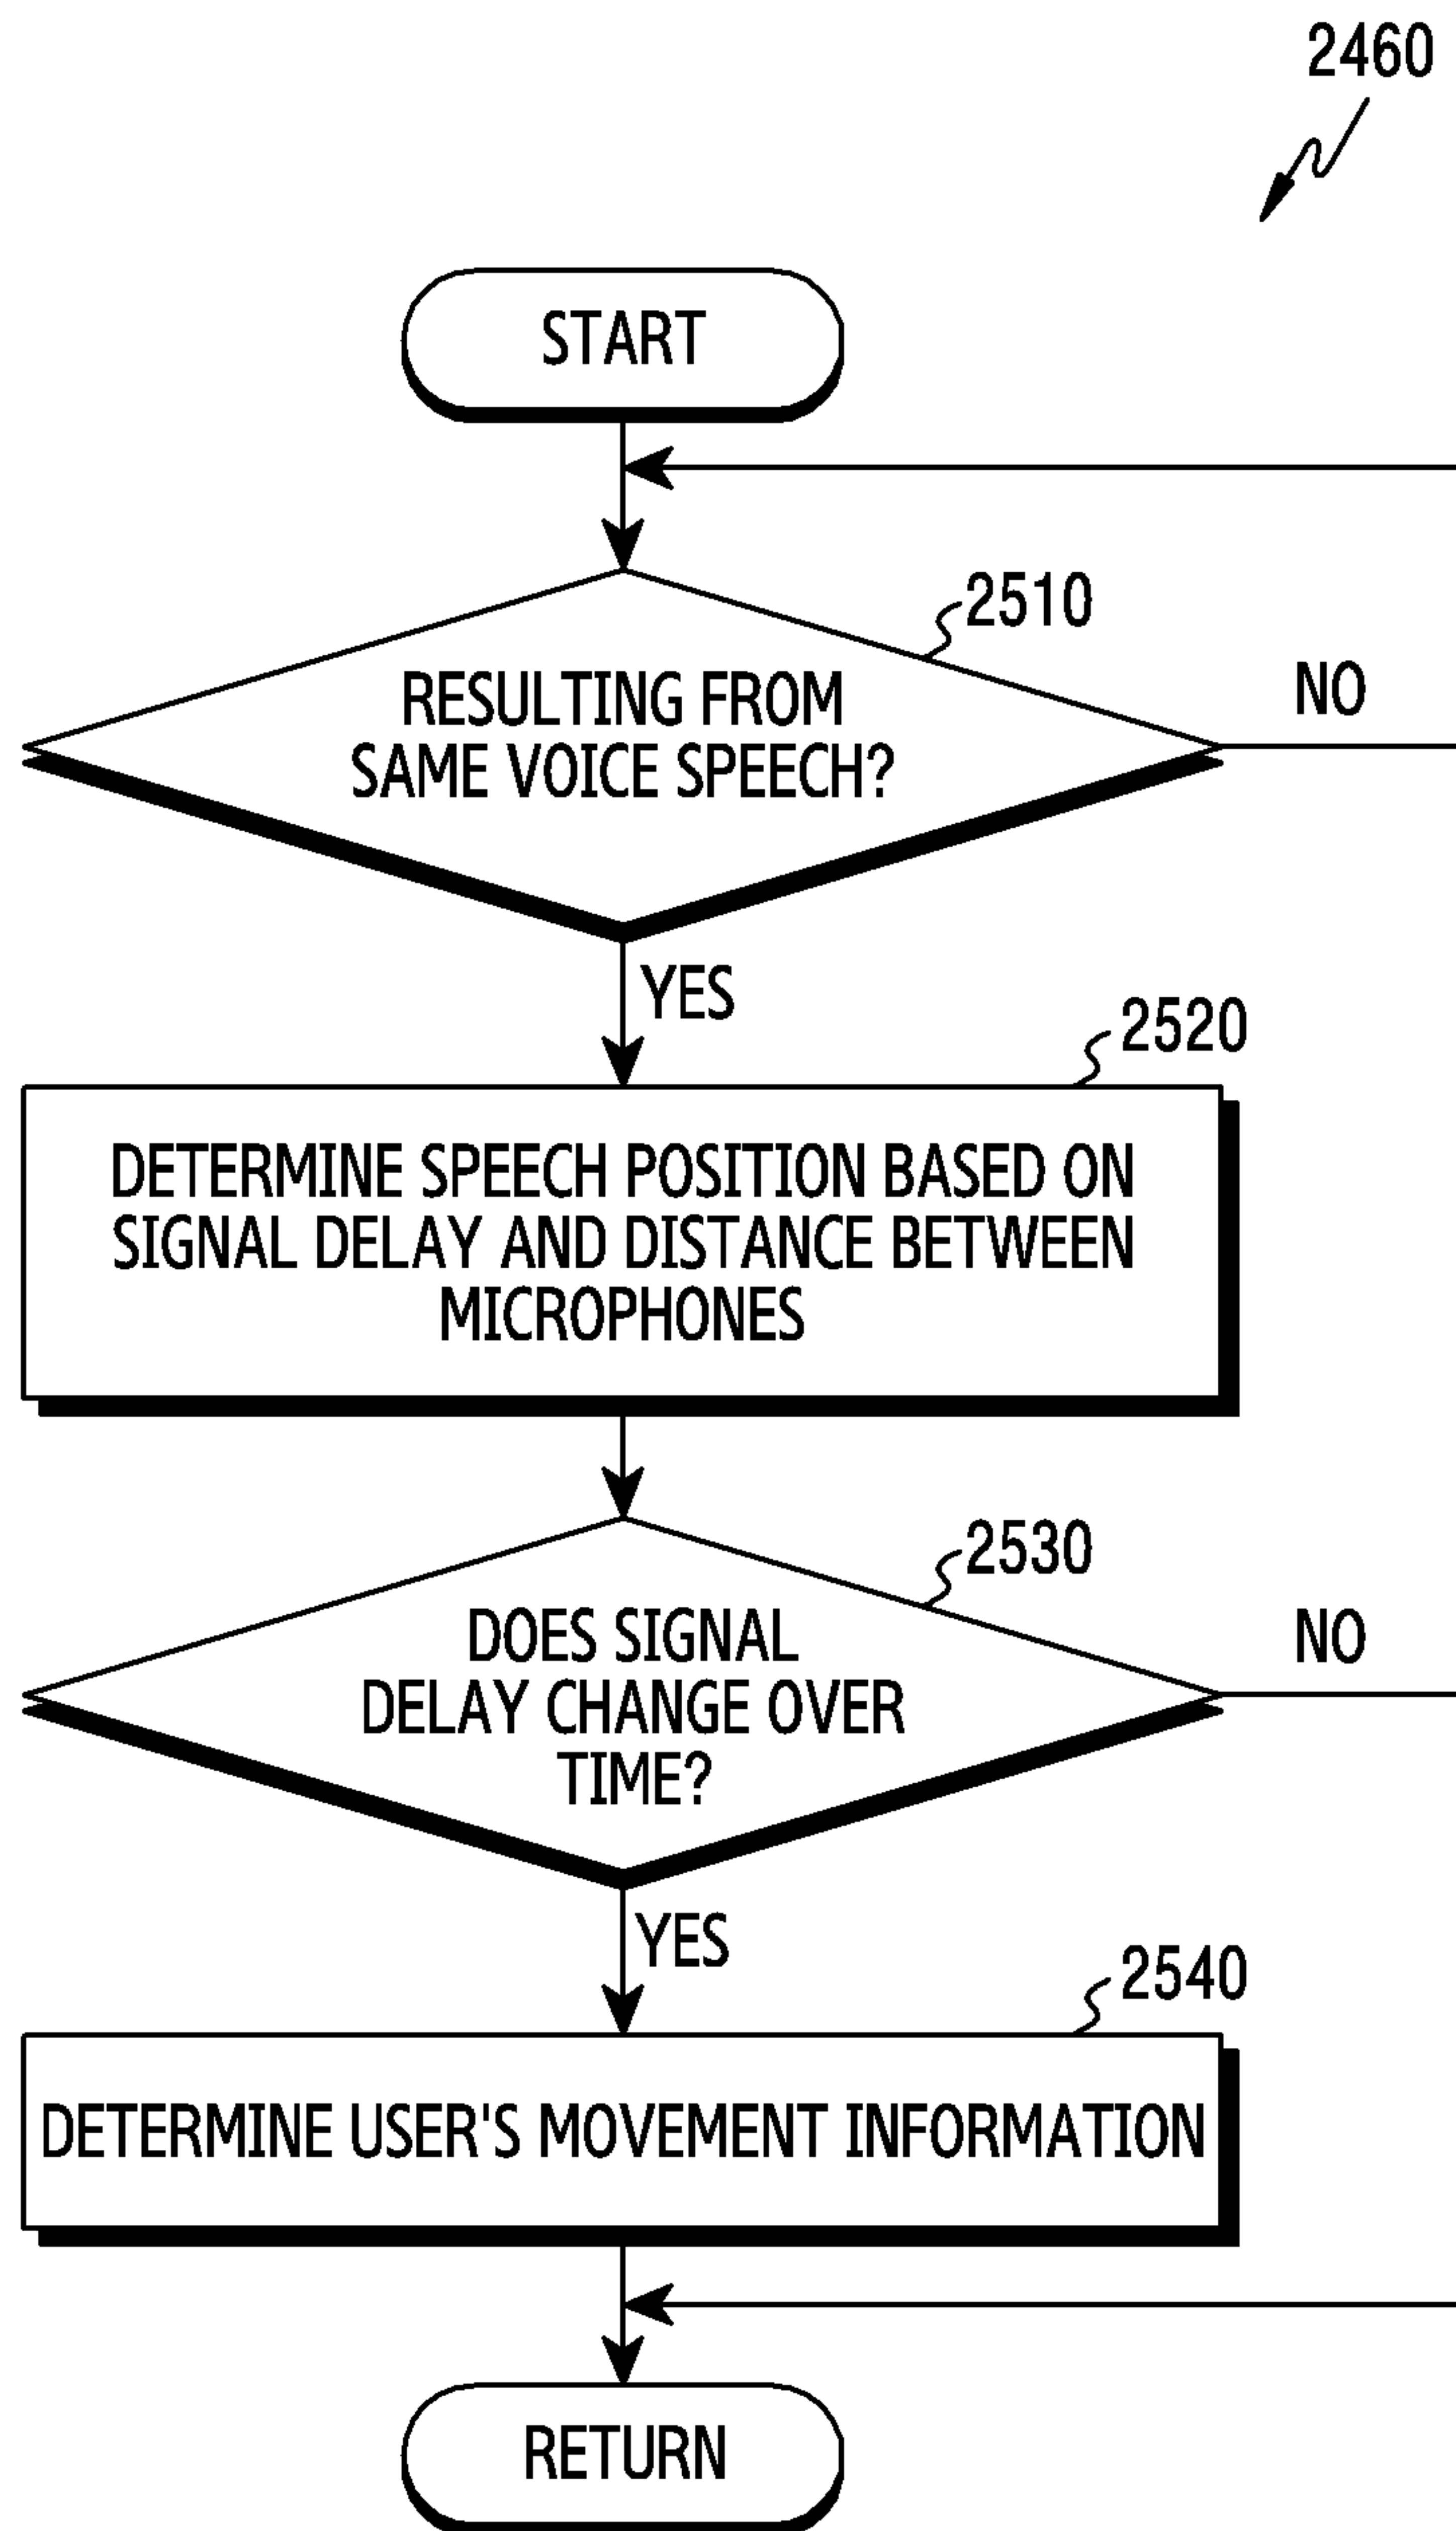 2460
START
2510
RESULTING FROM
SAME VOICE SPEECH?
NO
YES
2520
DETERMINE SPEECH POSITION BASED ON
SIGNAL DELAY AND DISTANCE BETWEEN
MICROPHONES
2530
DOES SIGNAL
DELAY CHANGE OVER
TIME?
NO
YES
2540
DETERMINE USER'S MOVEMENT INFORMATION
RETURN